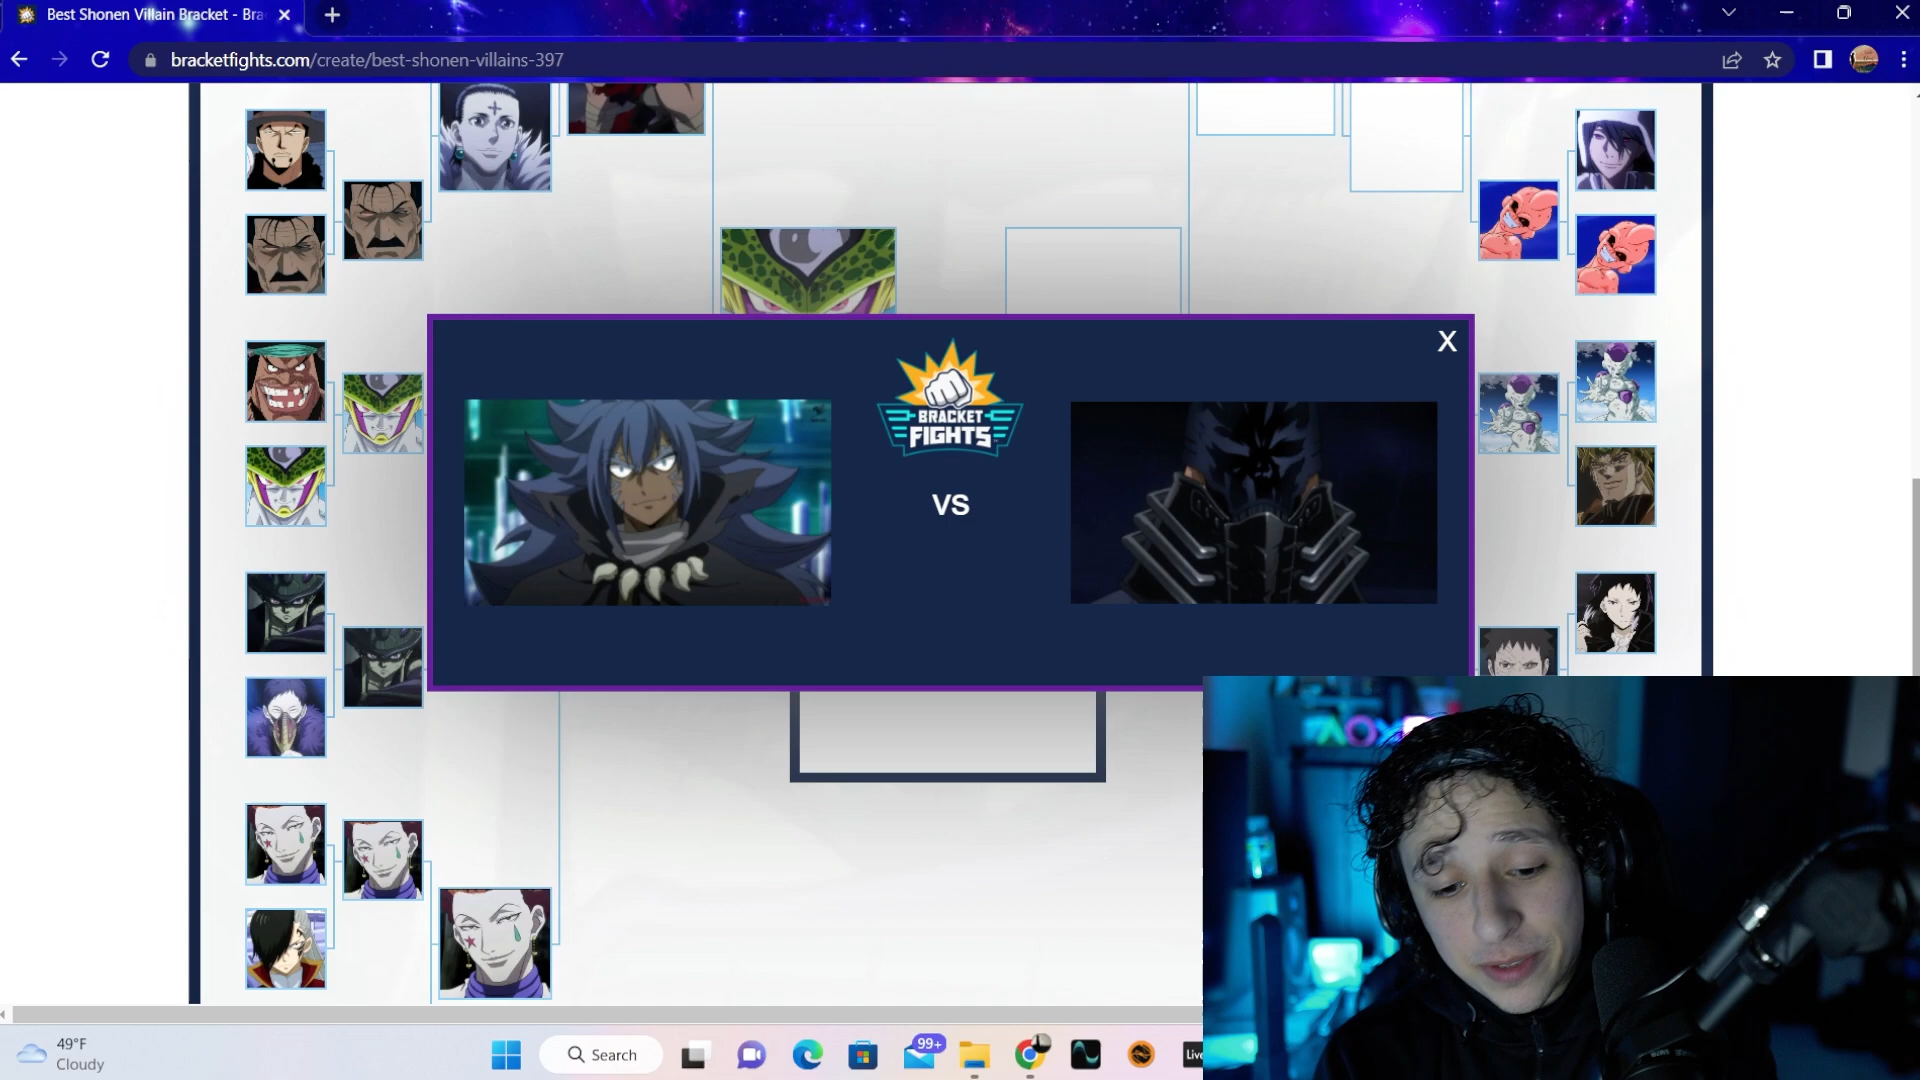 Best Shonen Villain Bracket - Bra
bracketfights.com/create/best-shonen-villains-397
X
BRACKET
FIGHTS
VS
49°F
Cloudy
Search
99+
Live